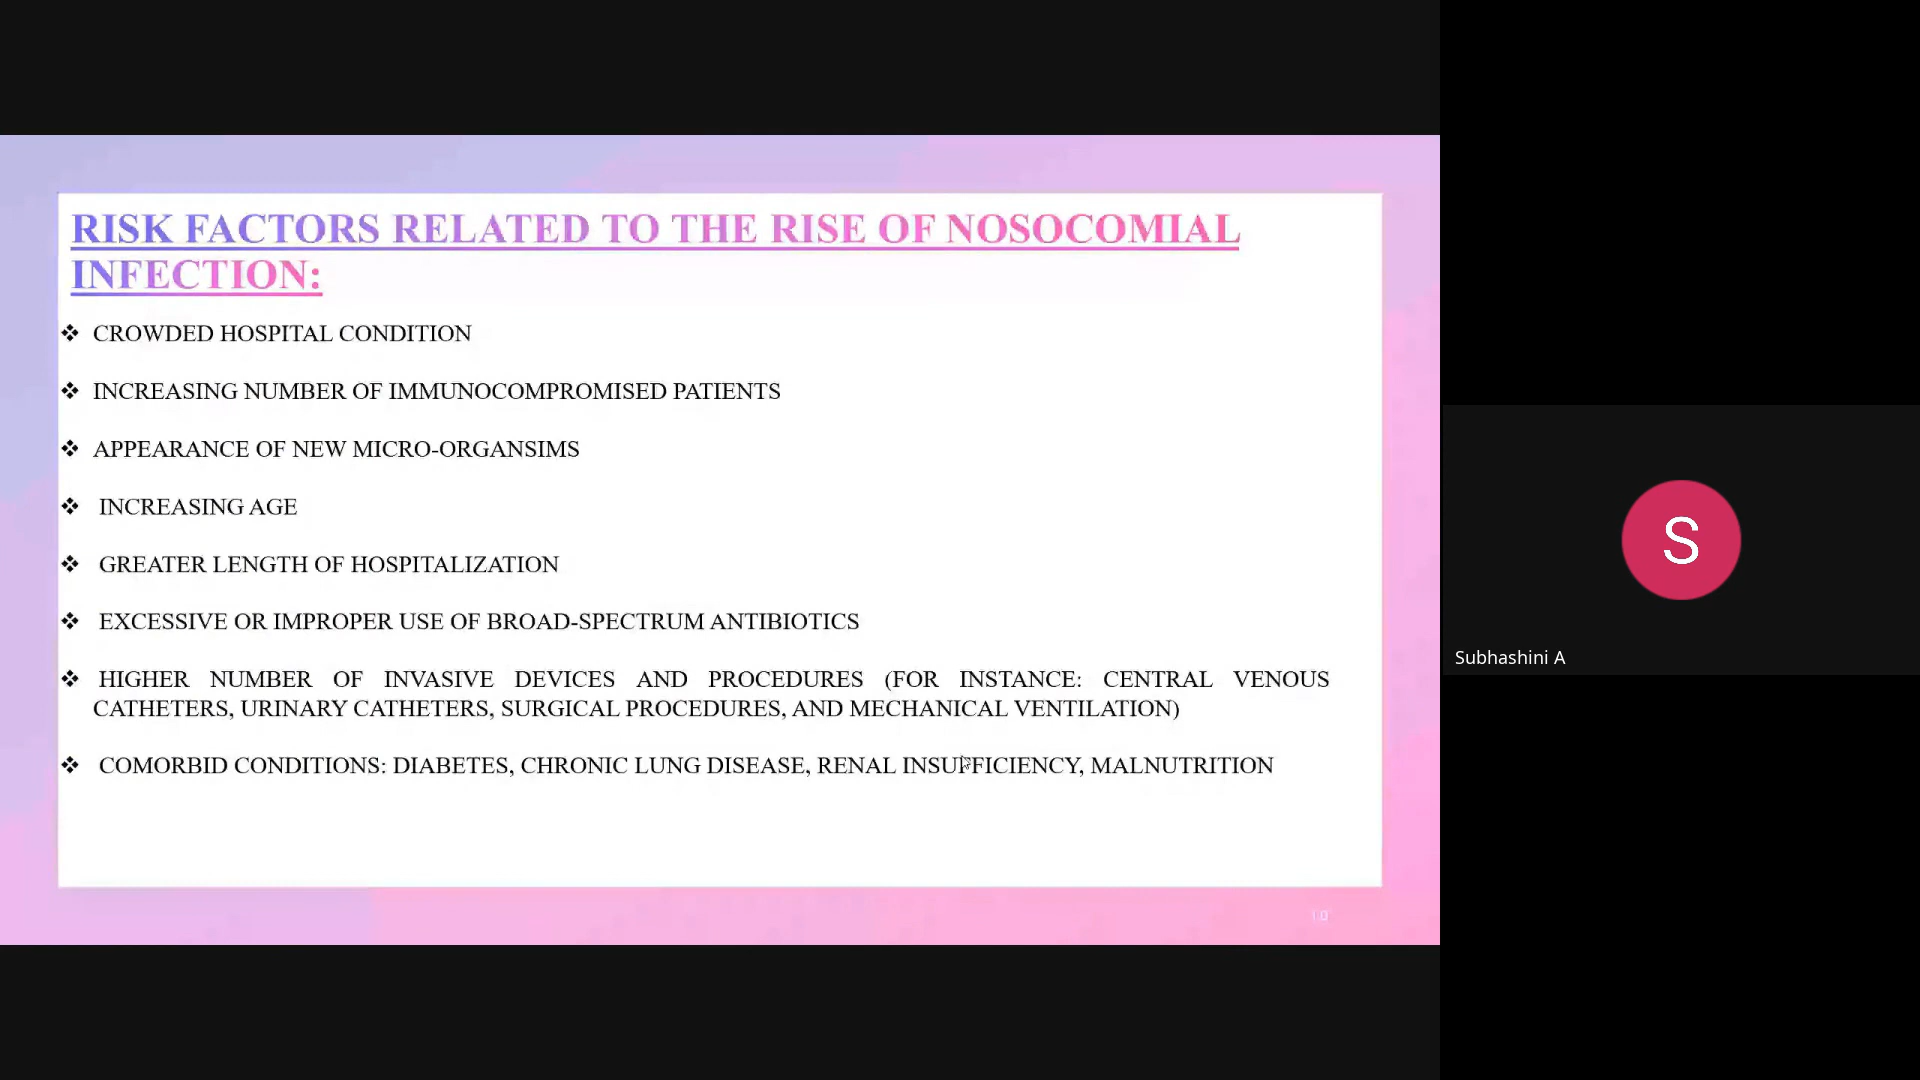 RISK FACTORS RELATED TO THE RISE OF NOSOCOMIAL
INFECTION:
❖ CROWDED HOSPITAL CONDITION
❖ INCREASING NUMBER OF IMMUNOCOMPROMISED PATIENTS
❖ APPEARANCE OF NEW MICRO-ORGANSIMS
❖ INCREASING AGE
❖ GREATER LENGTH OF HOSPITALIZATION
❖ EXCESSIVE OR IMPROPER USE OF BROAD-SPECTRUM ANTIBIOTICS
❖ HIGHER NUMBER OF INVASIVE DEVICES AND PROCEDURES (FOR INSTANCE: CENTRAL VENOUS
CATHETERS, URINARY CATHETERS, SURGICAL PROCEDURES, AND MECHANICAL VENTILATION)
❖ COMORBID CONDITIONS: DIABETES, CHRONIC LUNG DISEASE, RENAL INSUFFICIENCY, MALNUTRITION
10
S
Subhashini A